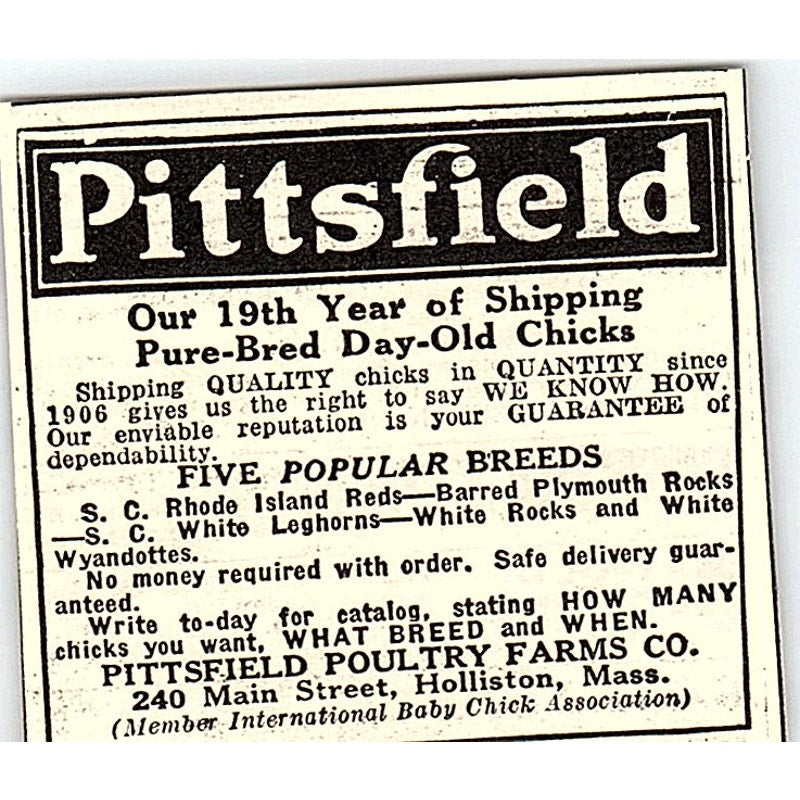 Pittsfield
Our 19th Year of Shipping
Pure-Bred Day-Old Chicks
Shipping QUALITY chicks in QUANTITY since
1906 gives us the right to say WE KNOW HOW.
Our enviable reputation is your GUARANTEE of
dependability.
FIVE POPULAR BREEDS
S. C. Rhode Island Reds—Barred Plymouth Rocks
—S. C. White Leghorns—White Rocks and White
Wyandottes.
No money required with order. Safe delivery guar-
anteed.
Write to-day for catalog, stating HOW MANY
chicks you want, WHAT BREED and WHEN.
PITTSFIELD POULTRY FARMS CO.
240 Main Street, Holliston, Mass.
(Member International Baby Chick Association)